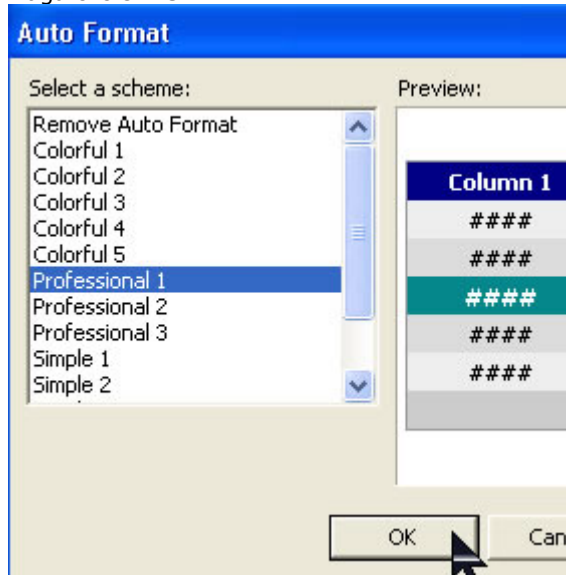 Auto Format
Select a scheme:
Preview:
Remove Auto Format
Colorful 1
Colorful 2
Colorful 3
Colorful 4
Colorful 5
Professional 1
Professional 2
Professional 3
Simple 1
Simple 2
Column 1
####
####
####
####
####
OK
Can